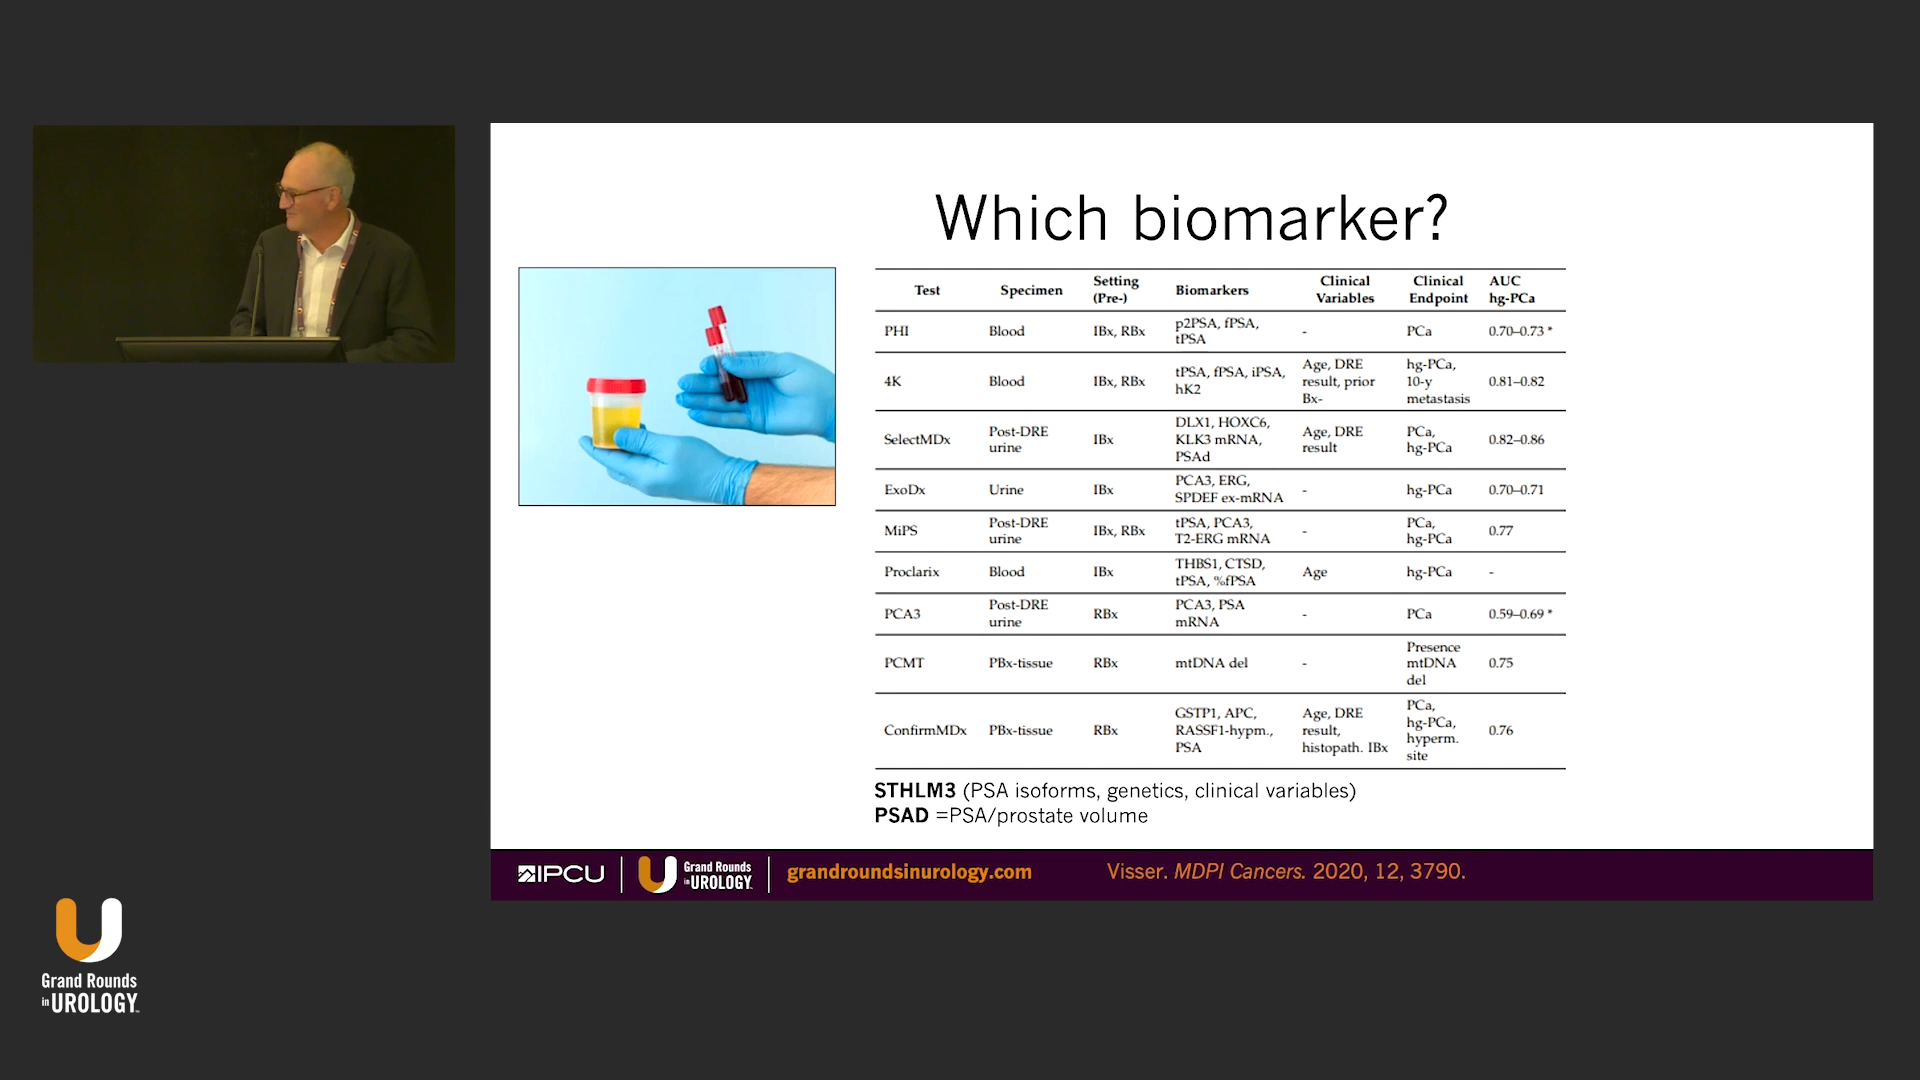 Which biomarker?
Test Specimen Setting (Pre-) Biomarkers Clinical Variables Clinical Endpoint AUC hg-PCa
PHI Blood IBx, RBx p2PSA, fPSA, tPSA - PCa 0.70–0.73 *
4K Blood IBx, RBx tPSA, fPSA, iPSA, hK2 Age, DRE result, prior Bx- hg-PCa, 10-y metastasis 0.81–0.82
SelectMDx Post-DRE urine IBx DLX1, HOXC6, KLK3 mRNA, PSAd Age, DRE result PCa, hg-PCa 0.82–0.86
ExoDx Urine IBx PCA3, ERG, SPDEF ex-mRNA - hg-PCa 0.70–0.71
MiPS Post-DRE urine IBx, RBx tPSA, PCA3, T2-ERG mRNA - PCa, hg-PCa 0.77
Proclarix Blood IBx THBS1, CTSD, tPSA, %fPSA Age hg-PCa -
PCA3 Post-DRE urine RBx PCA3, PSA mRNA - PCa 0.59–0.69 *
PCMT PBx-tissue RBx mtDNA del - Presence mtDNA del 0.75
ConfirmMDx PBx-tissue RBx GSTP1, APC, RASSF1-hypm., PSA Age, DRE result, histopath. IBx PCa, hg-PCa, hyperm. site 0.76
STHLM3 (PSA isoforms, genetics, clinical variables)
PSAD =PSA/prostate volume
IPCU Grand Rounds in UROLOGY grandroundsinurology.com Visser. MDPI Cancers. 2020, 12, 3790.
Grand Rounds
in UROLOGY